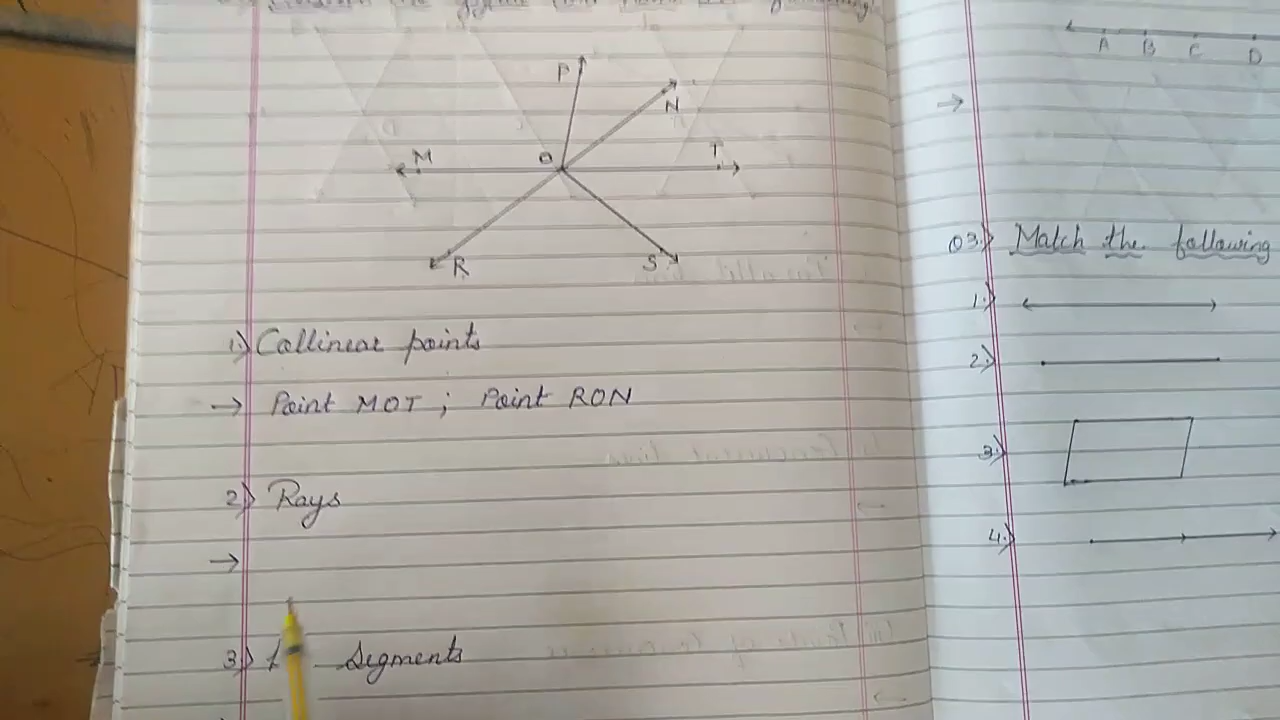 P
N
M
O
T
R
S
1) Collinear points
→ Point MOT ; Point RON
2) Rays
→
3) Segments
A B C D
→
Q3) Match the following
1.)
2.)
3.)
4.)